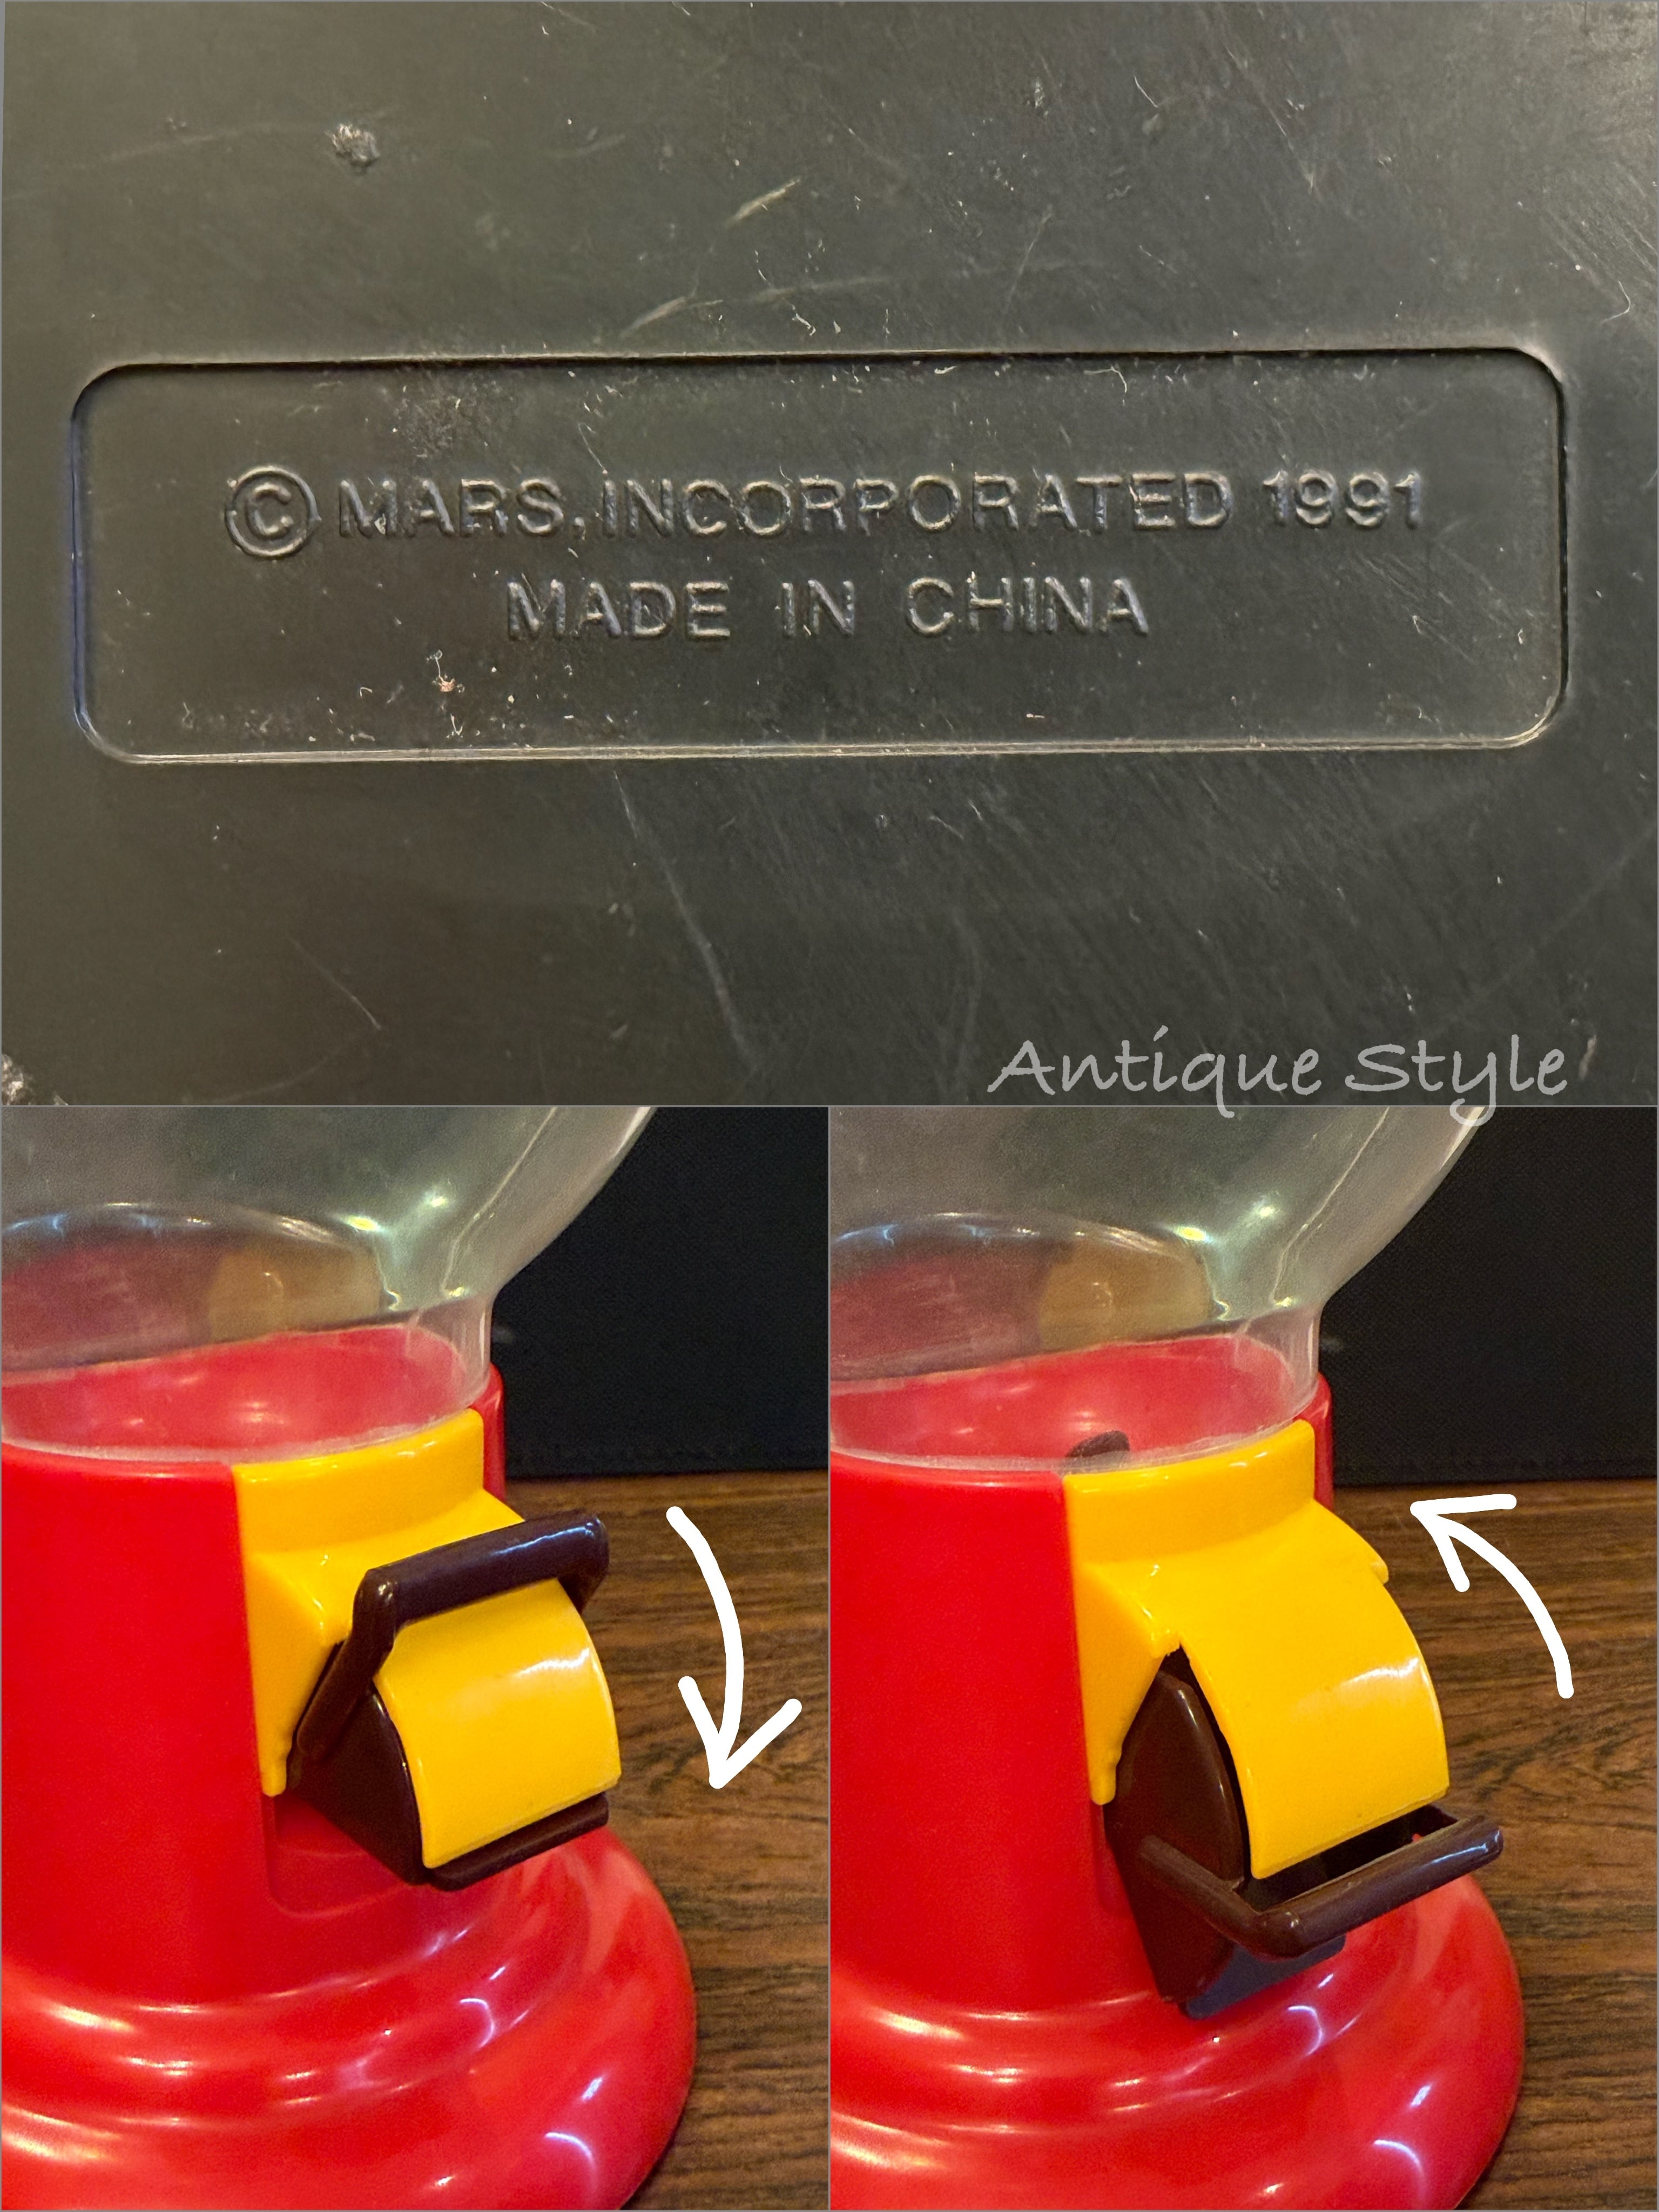 © MARS, INCORPORATED 1991
MADE IN CHINA
Antique Style